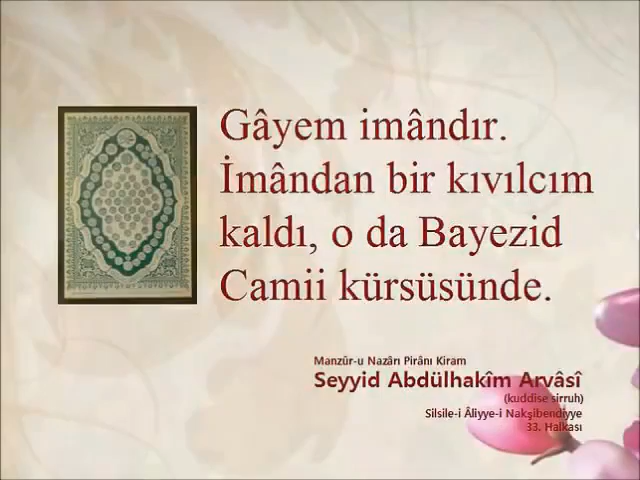 Gâyem imândır.
İmândan bir kıvılcım
kaldı, o da Bayezid
Camii kürsüsünde.
Manzûr-u Nazârı Pirânı Kiram
Seyyid Abdülhakîm Arvâsî
(kuddise sirruh)
Silsile-i Âliyye-i Nakşibendiyye
33. Halkası